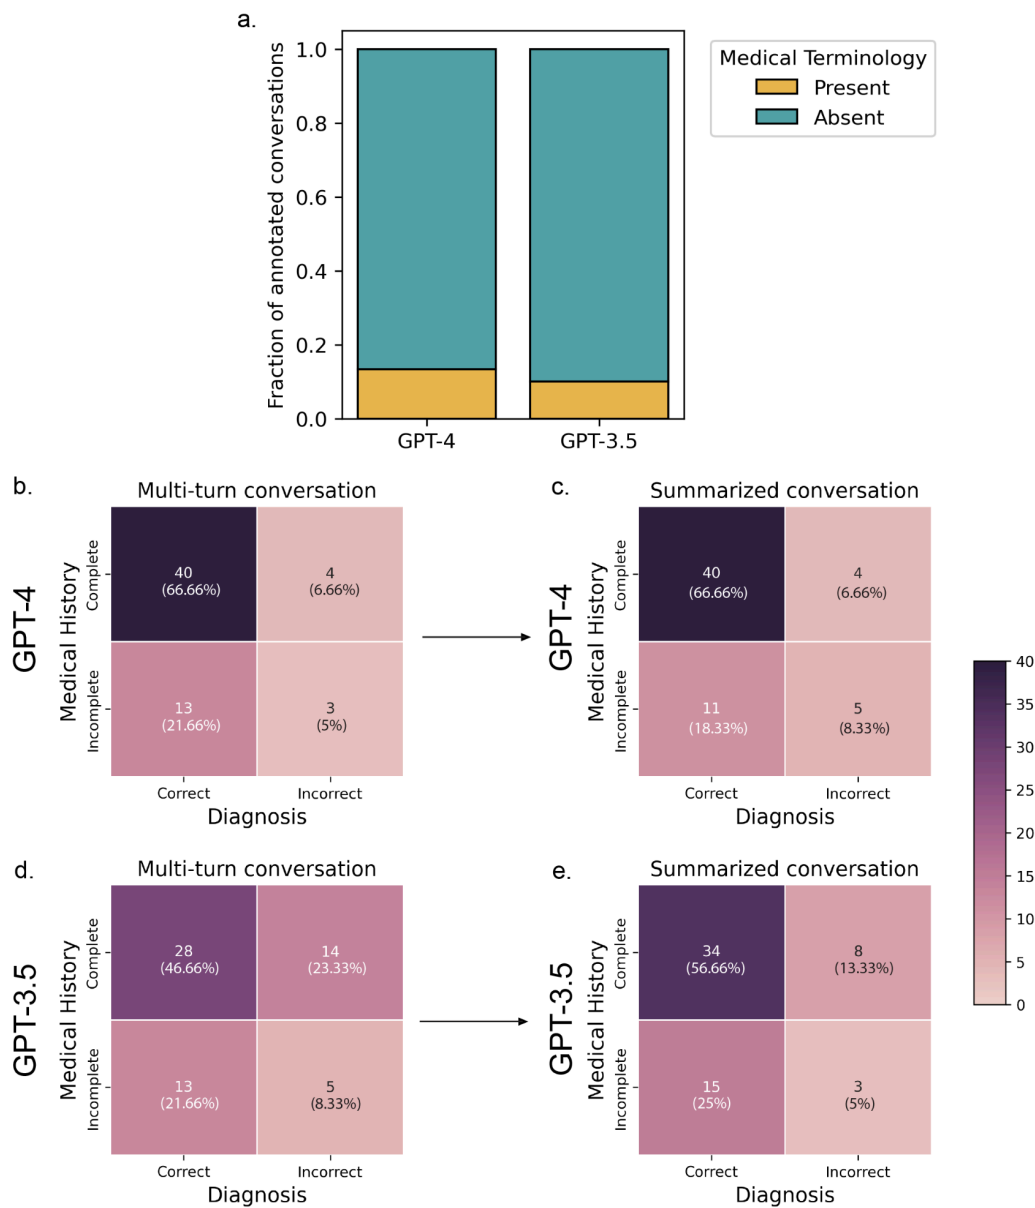 a.
Fraction of annotated conversations
1.0
0.8
0.6
0.4
0.2
0.0
GPT-4
GPT-3.5
Medical Terminology
Present
Absent
b.
Multi-turn conversation
GPT-4
Medical History
Complete
Incomplete
40
(66.66%)
4
(6.66%)
13
(21.66%)
3
(5%)
Correct
Incorrect
Diagnosis
c.
Summarized conversation
GPT-4
Medical History
Complete
Incomplete
40
(66.66%)
4
(6.66%)
11
(18.33%)
5
(8.33%)
Correct
Incorrect
Diagnosis
d.
Multi-turn conversation
GPT-3.5
Medical History
Complete
Incomplete
28
(46.66%)
14
(23.33%)
13
(21.66%)
5
(8.33%)
Correct
Incorrect
Diagnosis
e.
Summarized conversation
GPT-3.5
Medical History
Complete
Incomplete
34
(56.66%)
8
(13.33%)
15
(25%)
3
(5%)
Correct
Incorrect
Diagnosis
40
35
30
25
20
15
10
5
0